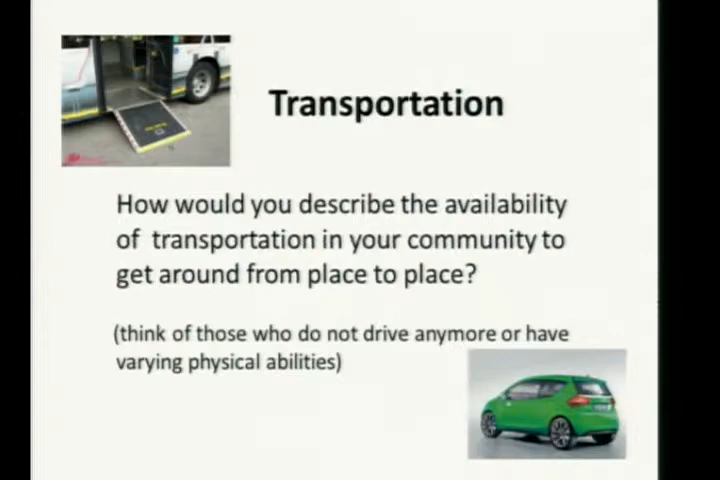 Transportation
How would you describe the availability
of transportation in your community to
get around from place to place?
(think of those who do not drive anymore or have
varying physical abilities)